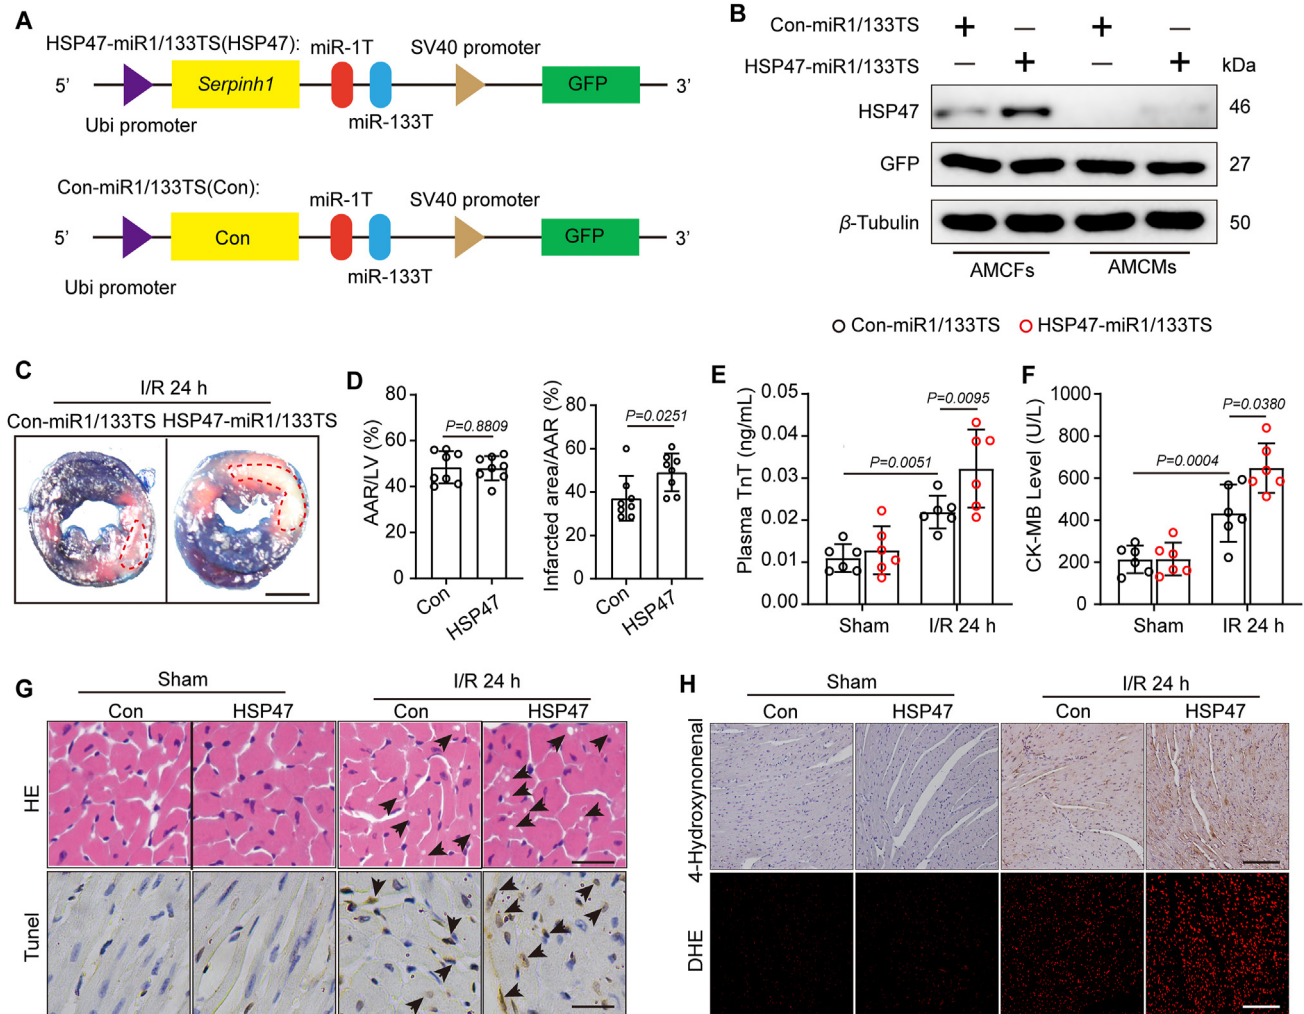 A
HSP47-miR1/133TS(HSP47):
miR-1T
SV40 promoter
5’
Serpinh1
GFP
3’
Ubi promoter
miR-133T
Con-miR1/133TS(Con):
miR-1T
SV40 promoter
5’
Con
GFP
3’
miR-133T
Ubi promoter
B
Con-miR1/133TS + — + —
HSP47-miR1/133TS — + — +
kDa
HSP47 46
GFP 27
β-Tubulin 50
AMCFs AMCMs
Con-miR1/133TS HSP47-miR1/133TS
C
I/R 24 h
Con-miR1/133TS HSP47-miR1/133TS
D
AAR/LV (%)
80
60
40
20
0
P=0.8809
Con
HSP47
Infarcted area/AAR (%)
80
60
40
20
0
P=0.0251
Con
HSP47
E
Plasma TnT (ng/mL)
0.05
0.04
0.03
0.02
0.01
0.00
P=0.0095
P=0.0051
Sham I/R 24 h
F
CK-MB Level (U/L)
1000
800
600
400
200
0
P=0.0380
P=0.0004
Sham IR 24 h
G
Sham I/R 24 h
Con HSP47 Con HSP47
HE
Tunel
H
Sham I/R 24 h
Con HSP47 Con HSP47
4-Hydroxynonenal
DHE